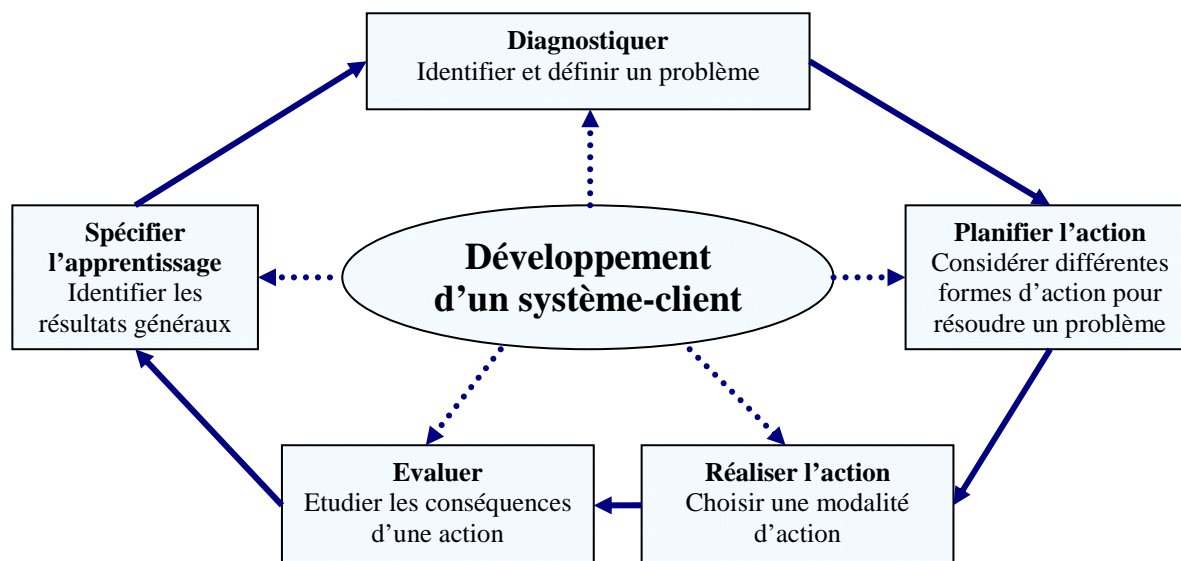 Diagnostiquer
Identifier et définir un problème
Spécifier
l’apprentissage
Identifier les
résultats généraux
Développement
d’un système-client
Planifier l’action
Considérer différentes
formes d’action pour
résoudre un problème
Evaluer
Etudier les conséquences
d’une action
Réaliser l’action
Choisir une modalité
d’action